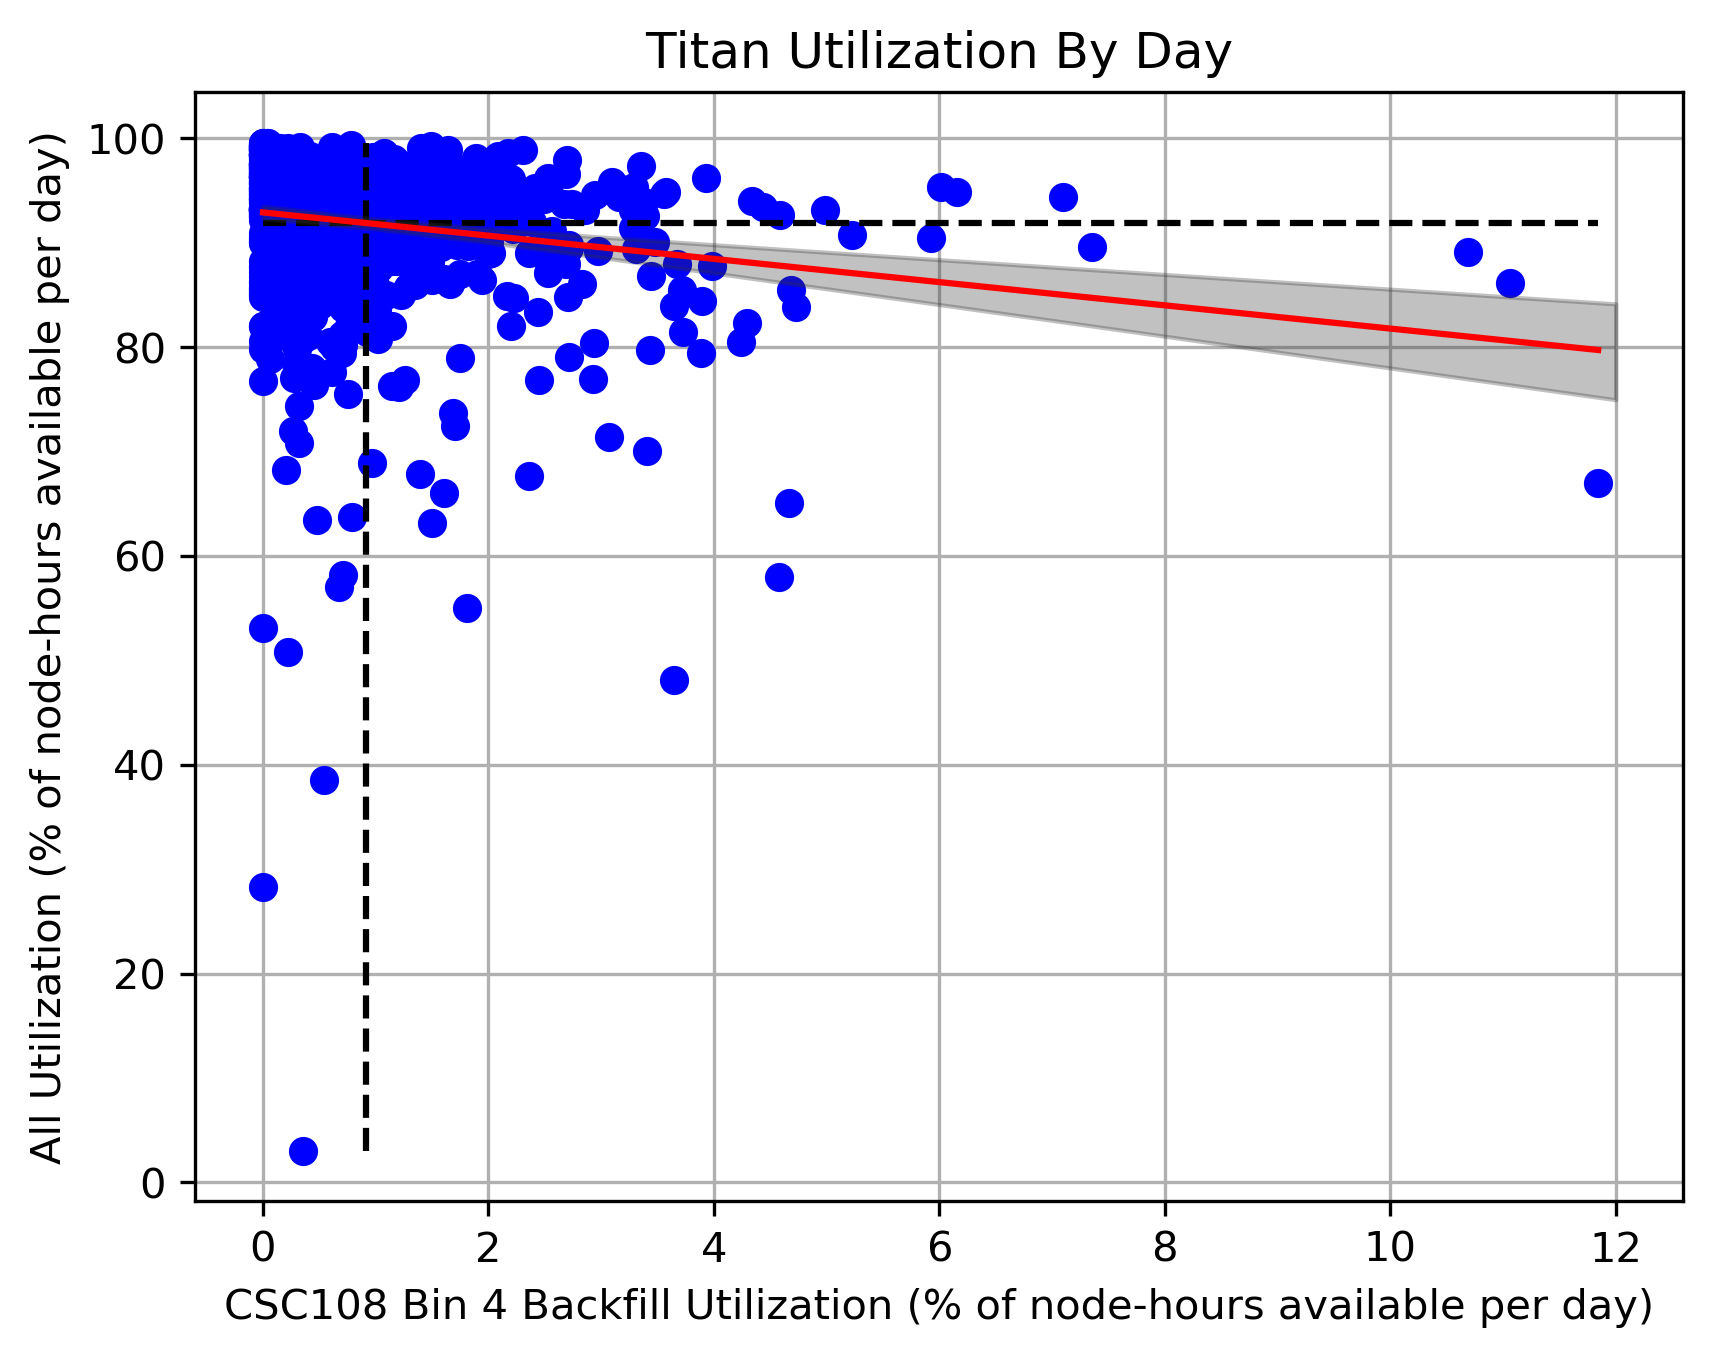 Titan Utilization By Day
All Utilization (% of node-hours available per day)
100
80
60
40
20
0
0 2 4 6 8 10 12
CSC108 Bin 4 Backfill Utilization (% of node-hours available per day)